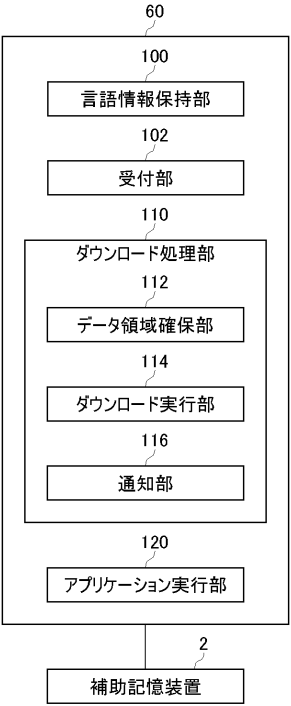 60
100
言語情報保持部
102
受付部
110
ダウンロード処理部
112
データ領域確保部
114
ダウンロード実行部
116
通知部
120
アプリケーション実行部
2
補助記憶装置